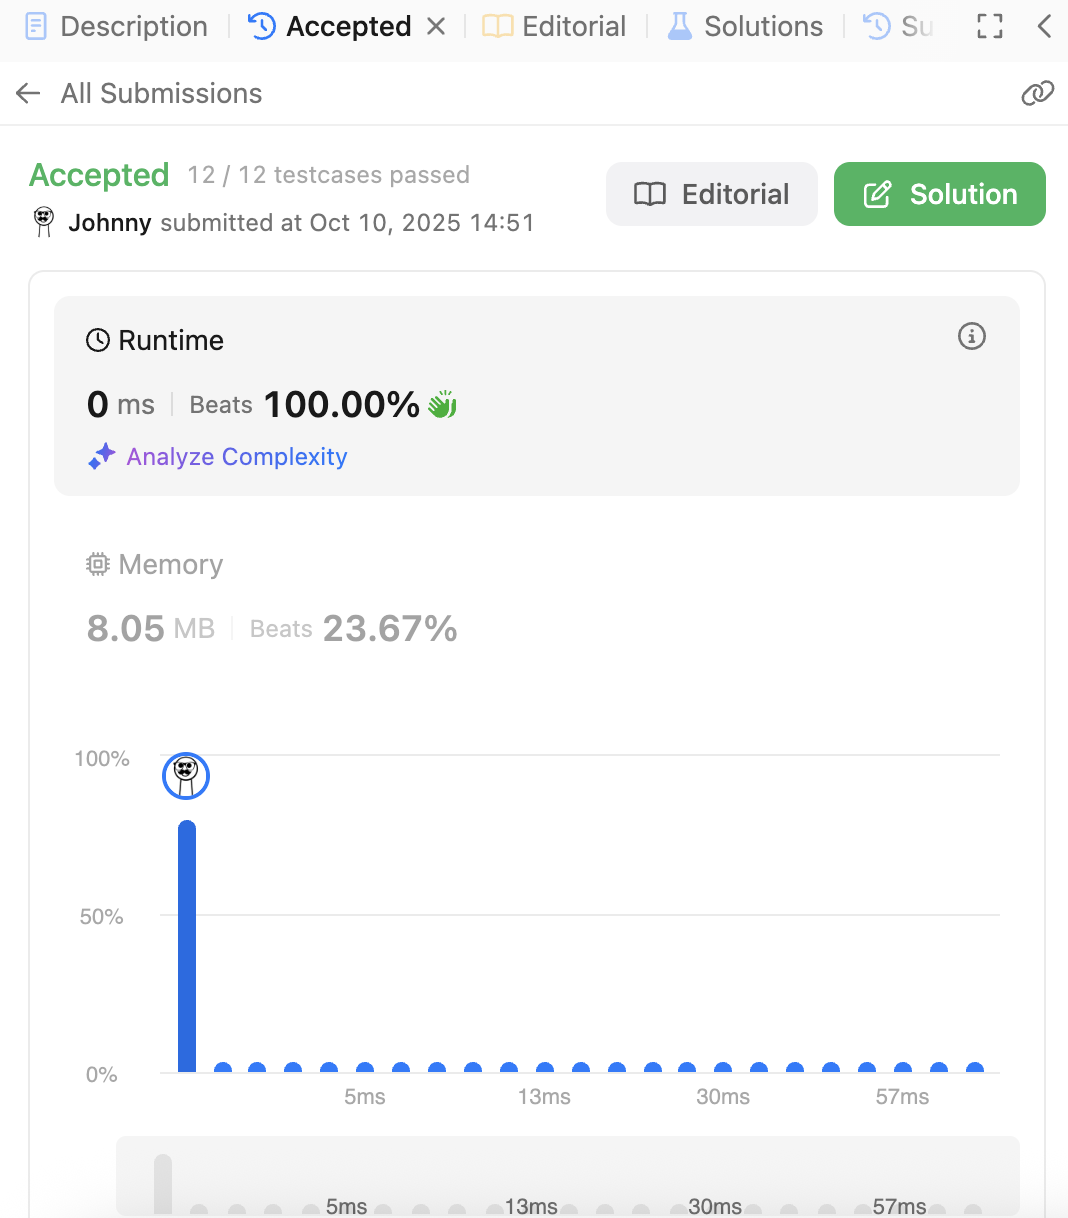 Description Accepted Editorial Solutions Su
All Submissions
Accepted 12 / 12 testcases passed
Johnny submitted at Oct 10, 2025 14:51
Editorial
Solution
Runtime
0 ms Beats 100.00%
Analyze Complexity
Memory
8.05 MB Beats 23.67%
100%
50%
0%
5ms 13ms 30ms 57ms
5ms 13ms 30ms 57ms